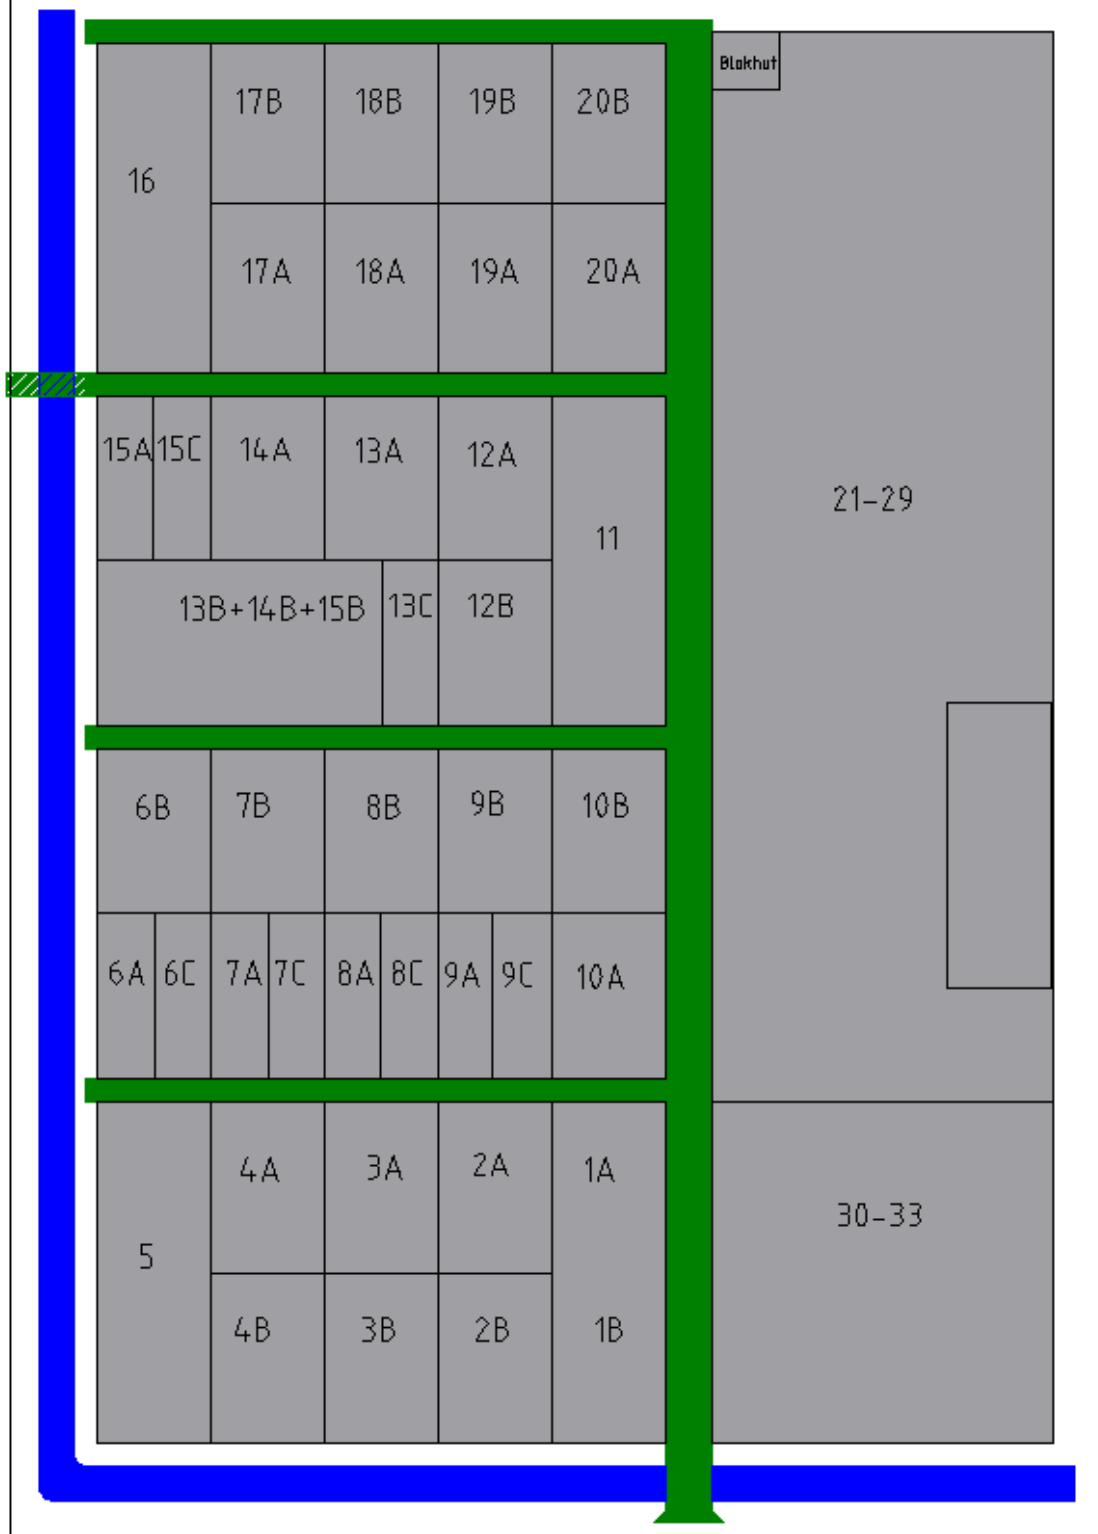 Blokhut
17B 18B 19B 20B
16
17A 18A 19A 20A
15A 15C 14A 13A 12A
21-29
11
13B+14B+15B 13C 12B
6B 7B 8B 9B 10B
6A 6C 7A 7C 8A 8C 9A 9C 10A
4A 3A 2A 1A
30-33
5
4B 3B 2B 1B